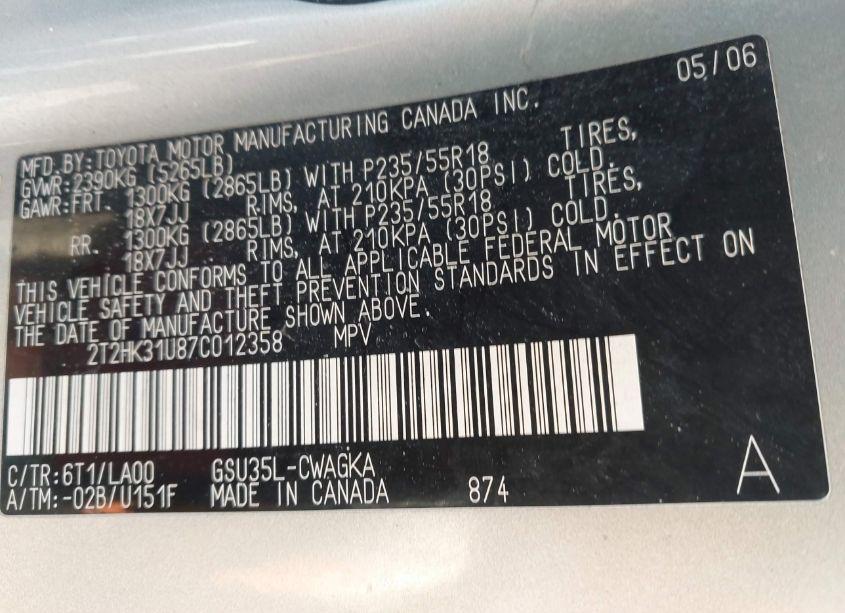 05/06
MFD.BY:TOYOTA MOTOR MANUFACTURING CANADA INC.
GVWR:2390KG (5265LB)
GAWR:FRT. 1300KG (2865LB) WITH P235/55R18 TIRES,
18X7JJ RIMS, AT 210KPA (30PSI) COLD.
RR. 1300KG (2865LB) WITH P235/55R18 TIRES,
18X7JJ RIMS, AT 210KPA (30PSI) COLD.
THIS VEHICLE CONFORMS TO ALL APPLICABLE FEDERAL MOTOR
VEHICLE SAFETY AND THEFT PREVENTION STANDARDS IN EFFECT ON
THE DATE OF MANUFACTURE SHOWN ABOVE.
2T2HK31U87C012358 MPV
C/TR:6T1/LA00 GSU35L-CWAGKA
A/TM:-02B/U151F MADE IN CANADA 874
A